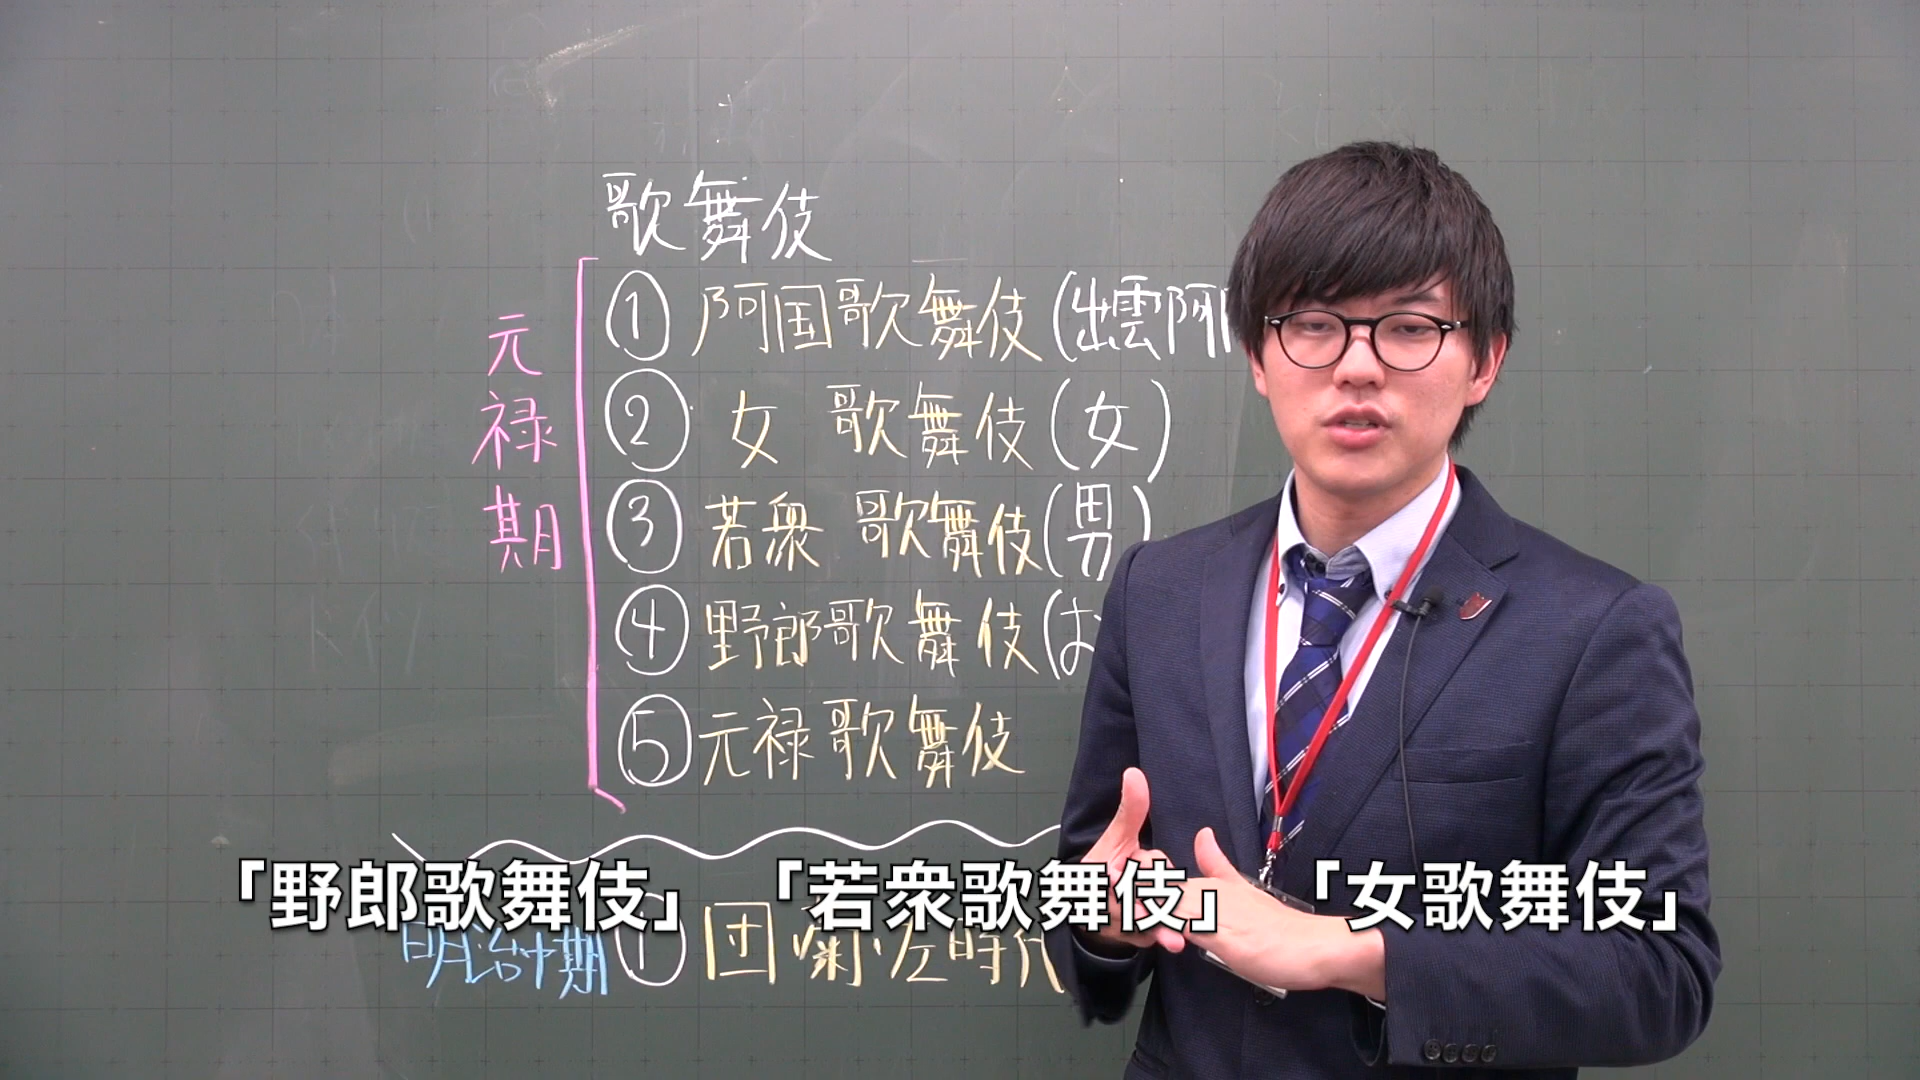 歌舞伎
元禄期
① 阿国歌舞伎(出雲阿
② 女 歌舞伎(女)
③ 若衆 歌舞伎(男)
④ 野郎歌舞伎(お
⑤ 元禄歌舞伎
「野郎歌舞伎」 「若衆歌舞伎」 「女歌舞伎」
明治十期 ① 団菊左時代